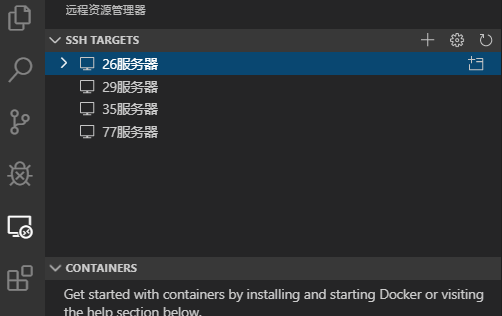 远程资源管理器
SSH TARGETS
26服务器
29服务器
35服务器
77服务器
CONTAINERS
Get started with containers by installing and starting Docker or visiting
the help section below.